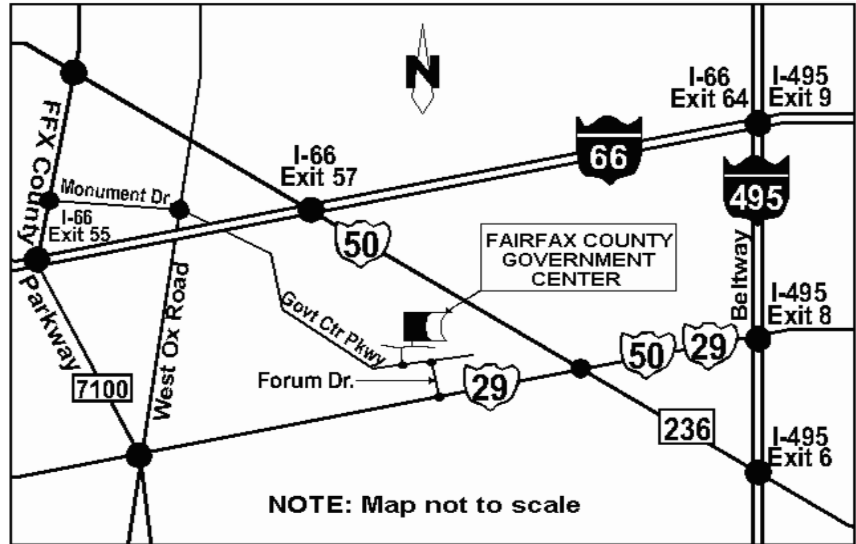 N
I-66
Exit 64
I-495
Exit 9
66
495
I-66
Exit 57
FFX County
Parkway
Monument Dr
I-66
Exit 55
50
FAIRFAX COUNTY
GOVERNMENT
CENTER
Beltway
I-495
Exit 8
West Ox Road
Govt Ctr Pkwy
50
29
Forum Dr.
29
7100
236
I-495
Exit 6
NOTE: Map not to scale